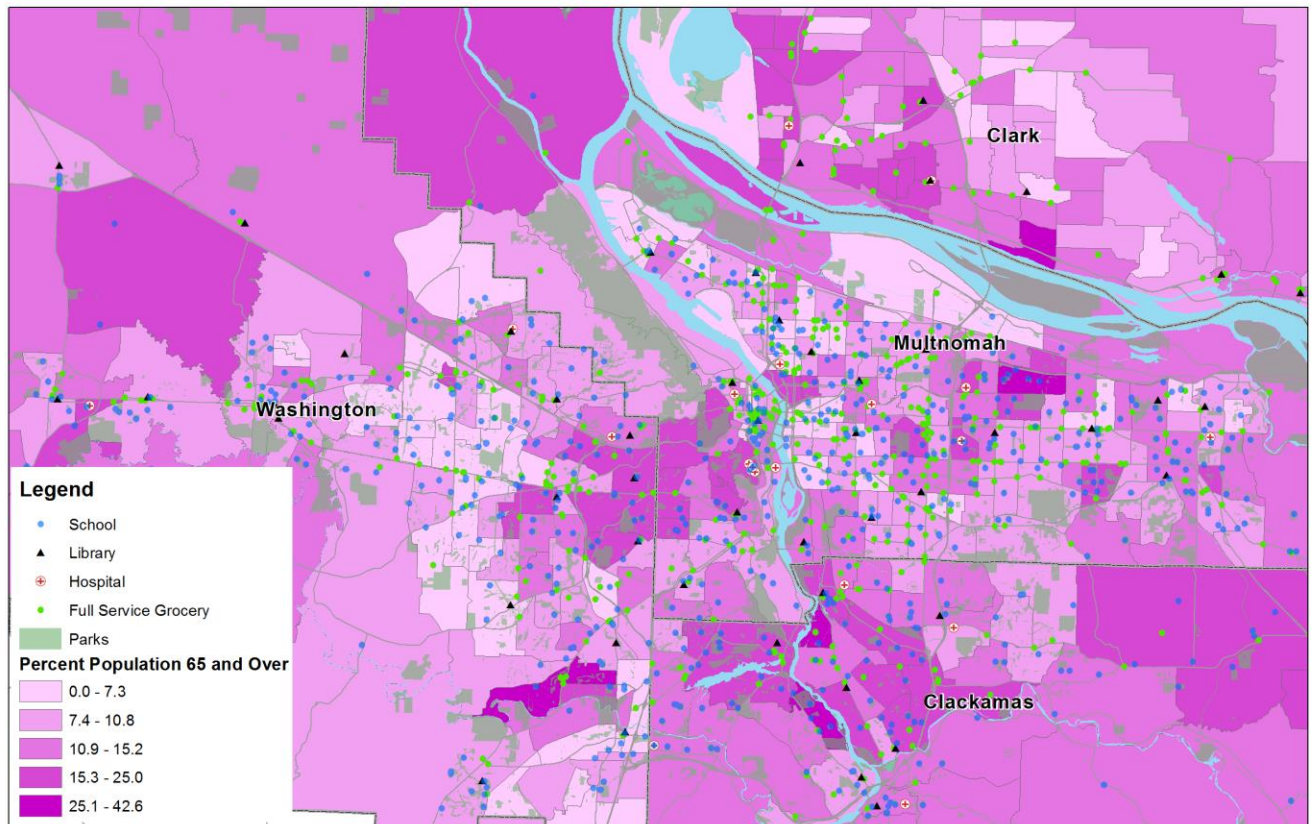 Clark
Multnomah
Washington
Clackamas
Legend
School
Library
Hospital
Full Service Grocery
Parks
Percent Population 65 and Over
0.0 - 7.3
7.4 - 10.8
10.9 - 15.2
15.3 - 25.0
25.1 - 42.6